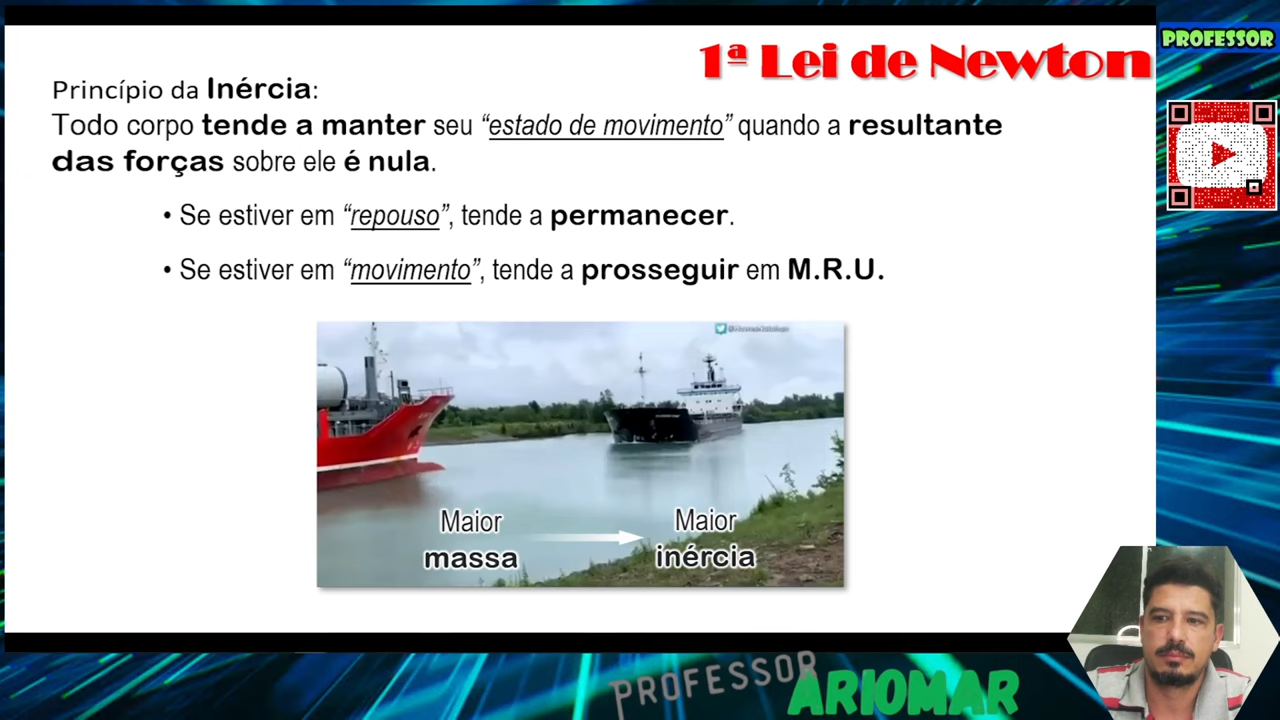 1ª Lei de Newton
PROFESSOR
Princípio da Inércia:
Todo corpo tende a manter seu “estado de movimento” quando a resultante
das forças sobre ele é nula.
• Se estiver em “repouso”, tende a permanecer.
• Se estiver em “movimento”, tende a prosseguir em M.R.U.
Maior
massa
Maior
inércia
PROFESSOR
ARIOMAR